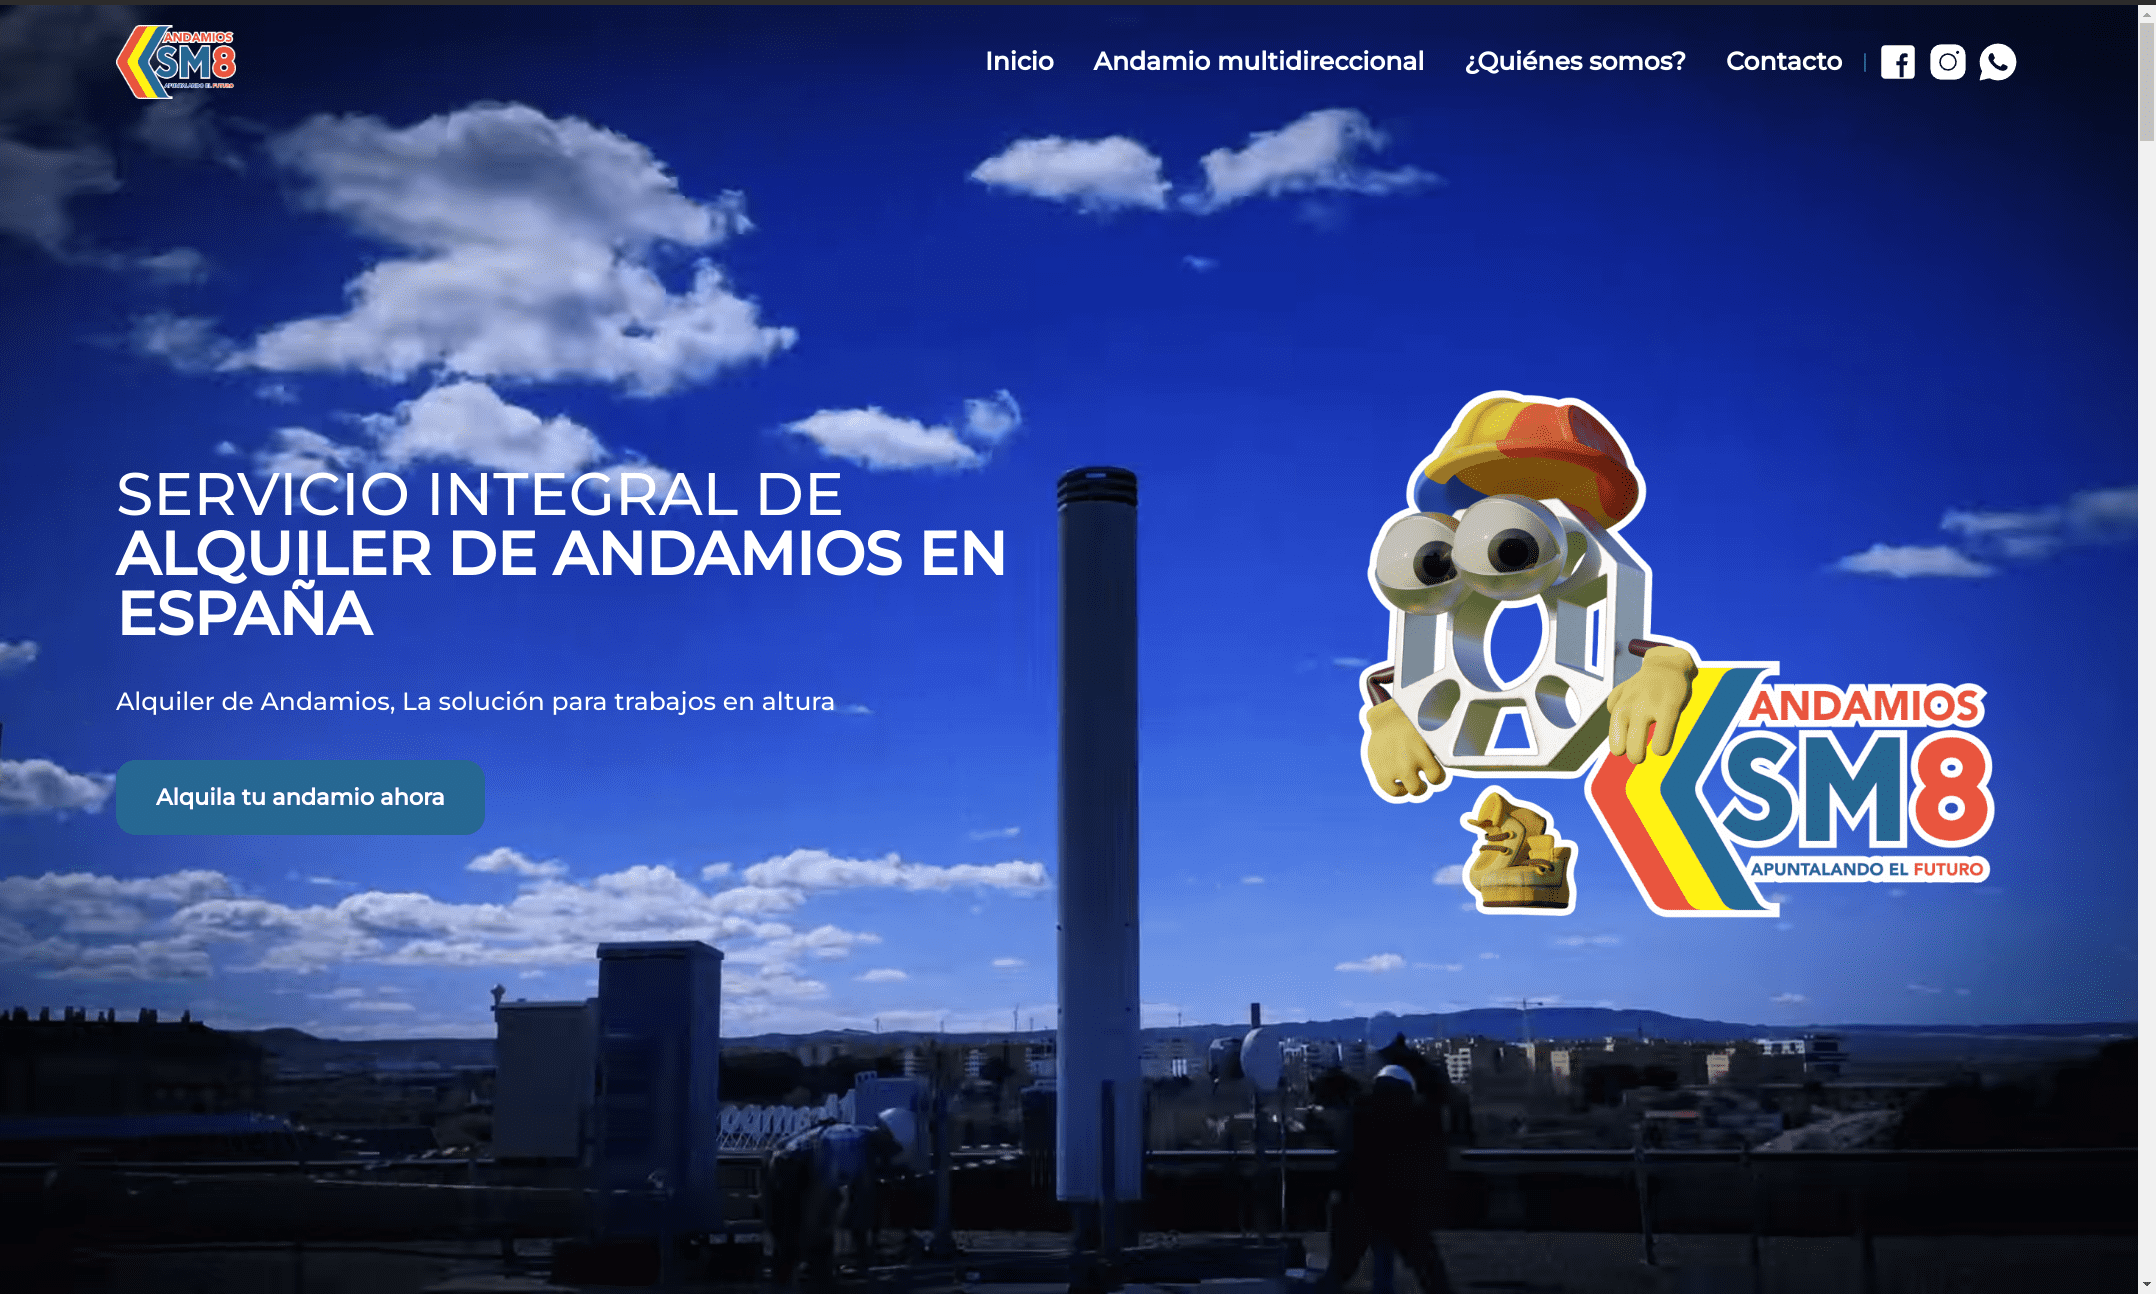 ANDAMIOS
SM8
APUNTALANDO EL FUTURO
Inicio
Andamio multidireccional
¿Quiénes somos?
Contacto
SERVICIO INTEGRAL DE
ALQUILER DE ANDAMIOS EN
ESPAÑA
Alquiler de Andamios, La solución para trabajos en altura
Alquila tu andamio ahora
ANDAMIOS
SM8
APUNTALANDO EL FUTURO